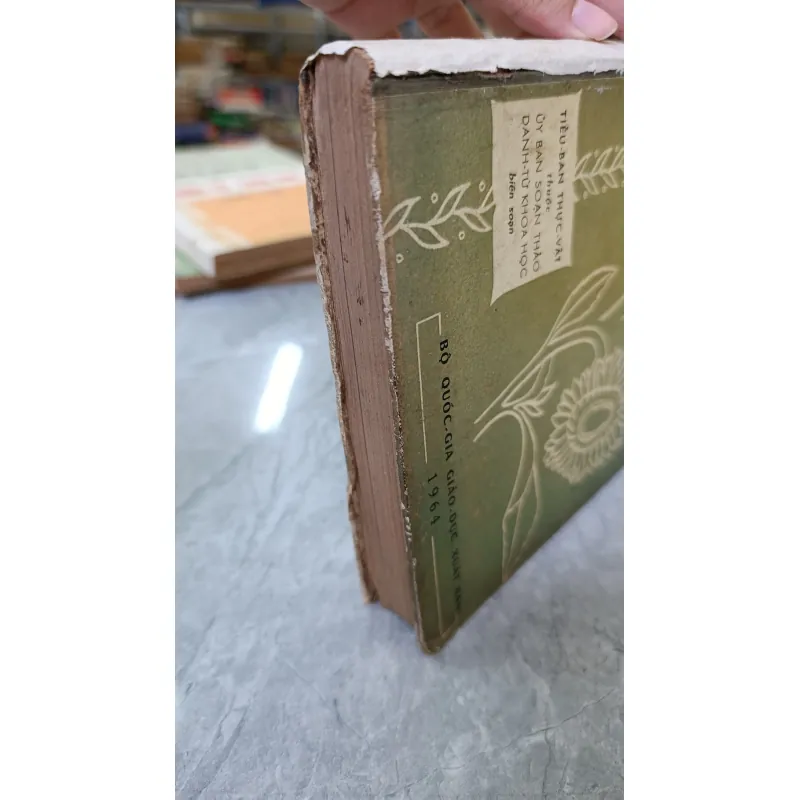 TIỂU-BAN THỰC-VẬT
thuộc
ỦY BAN SOẠN THẢO
DANH-TỪ KHOA HỌC
biên soạn
BỘ QUỐC-GIA GIÁO-DỤC XUẤT BẢN
1964